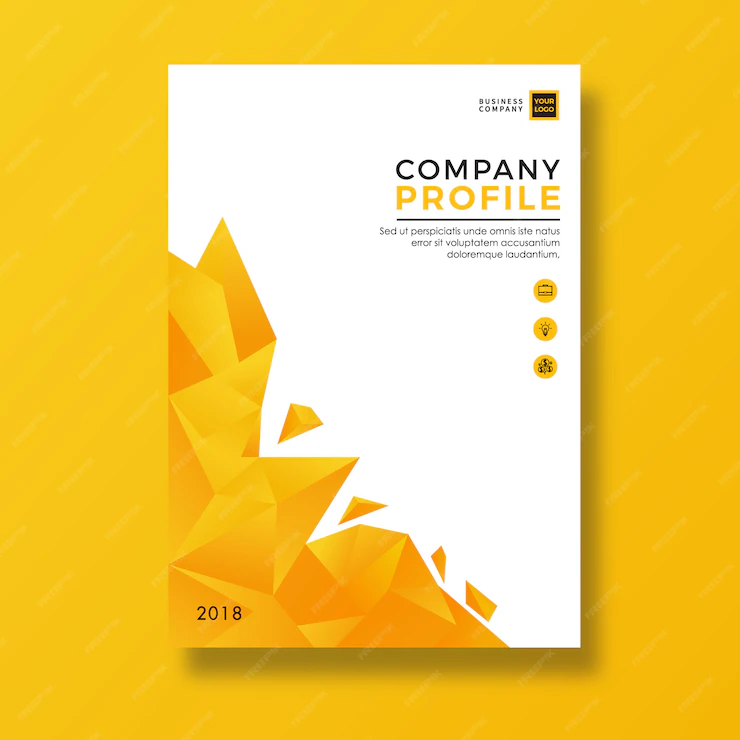 BUSINESS
COMPANY
YOUR
LOGO
COMPANY
PROFILE
Sed ut perspiciatis unde omnis iste natus
error sit voluptatem accusantium
doloremque laudantium,
2018